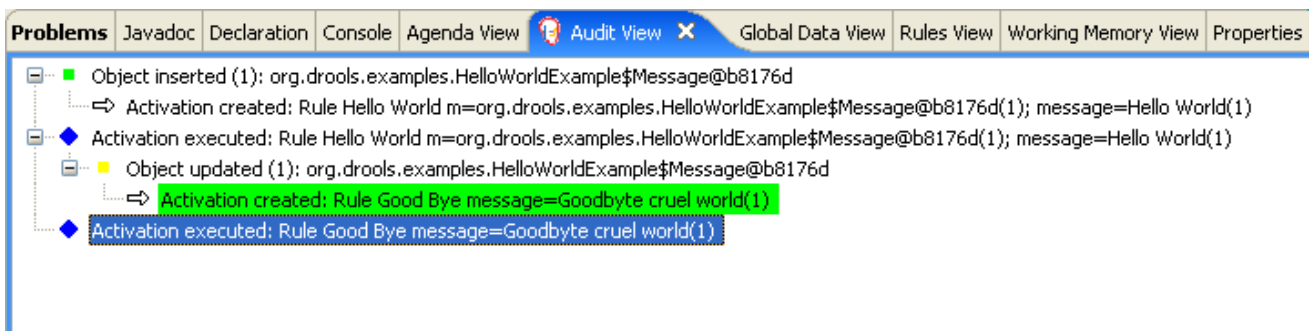 Problems Javadoc Declaration Console Agenda View Audit View Global Data View Rules View Working Memory View Properties
Object inserted (1): org.drools.examples.HelloWorldExample$Message@b8176d
Activation created: Rule Hello World m=org.drools.examples.HelloWorldExample$Message@b8176d(1); message=Hello World(1)
Activation executed: Rule Hello World m=org.drools.examples.HelloWorldExample$Message@b8176d(1); message=Hello World(1)
Object updated (1): org.drools.examples.HelloWorldExample$Message@b8176d
Activation created: Rule Good Bye message=Goodbyte cruel world(1)
Activation executed: Rule Good Bye message=Goodbyte cruel world(1)